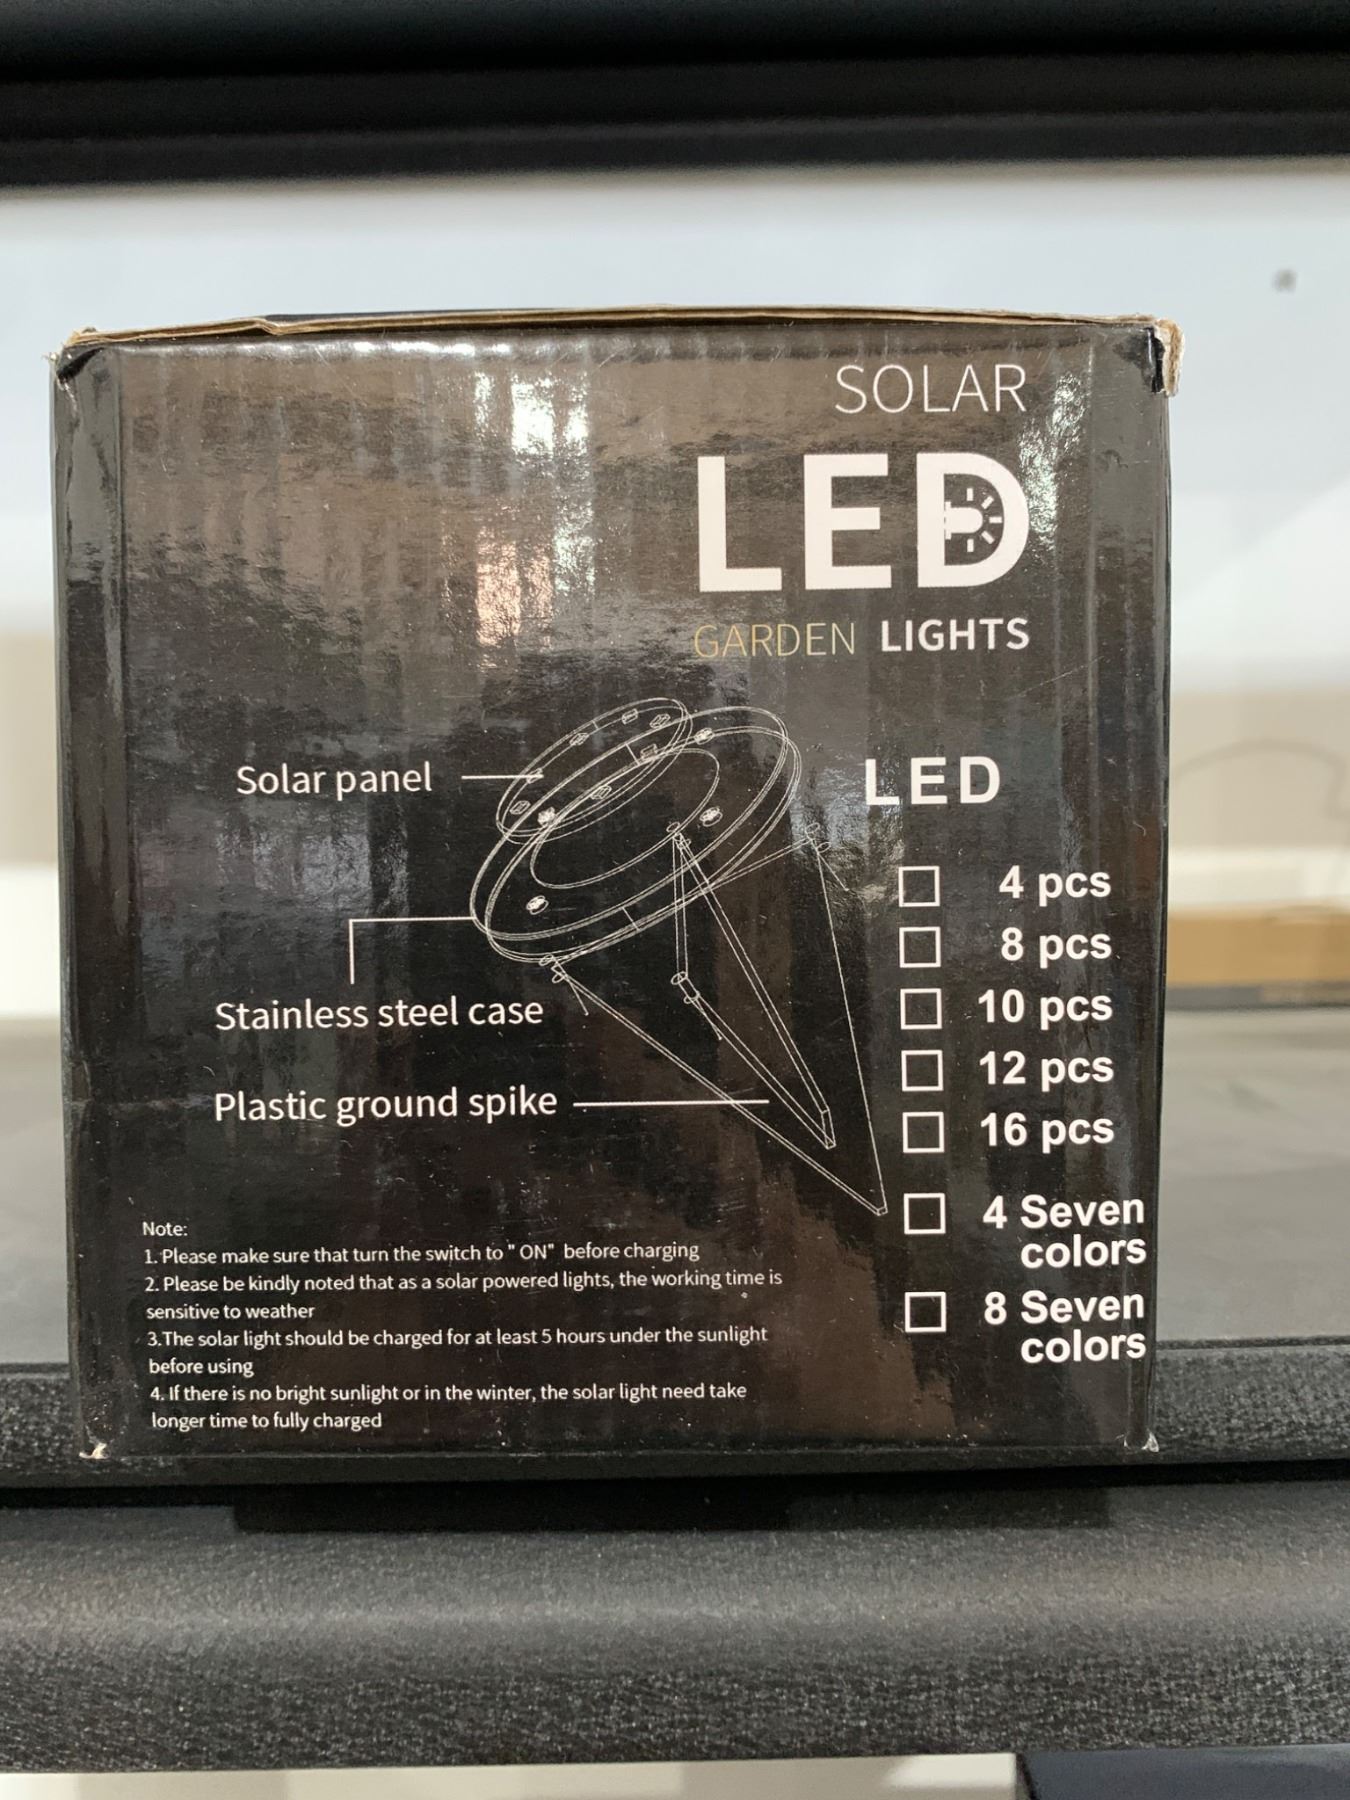 SOLAR
LED
GARDEN LIGHTS
Solar panel
Stainless steel case
Plastic ground spike
LED
4 pcs
8 pcs
10 pcs
12 pcs
16 pcs
4 Seven
colors
8 Seven
colors
Note:
1. Please make sure that turn the switch to " ON" before charging
2. Please be kindly noted that as a solar powered lights, the working time is
sensitive to weather
3.The solar light should be charged for at least 5 hours under the sunlight
before using
4. If there is no bright sunlight or in the winter, the solar light need take
longer time to fully charged